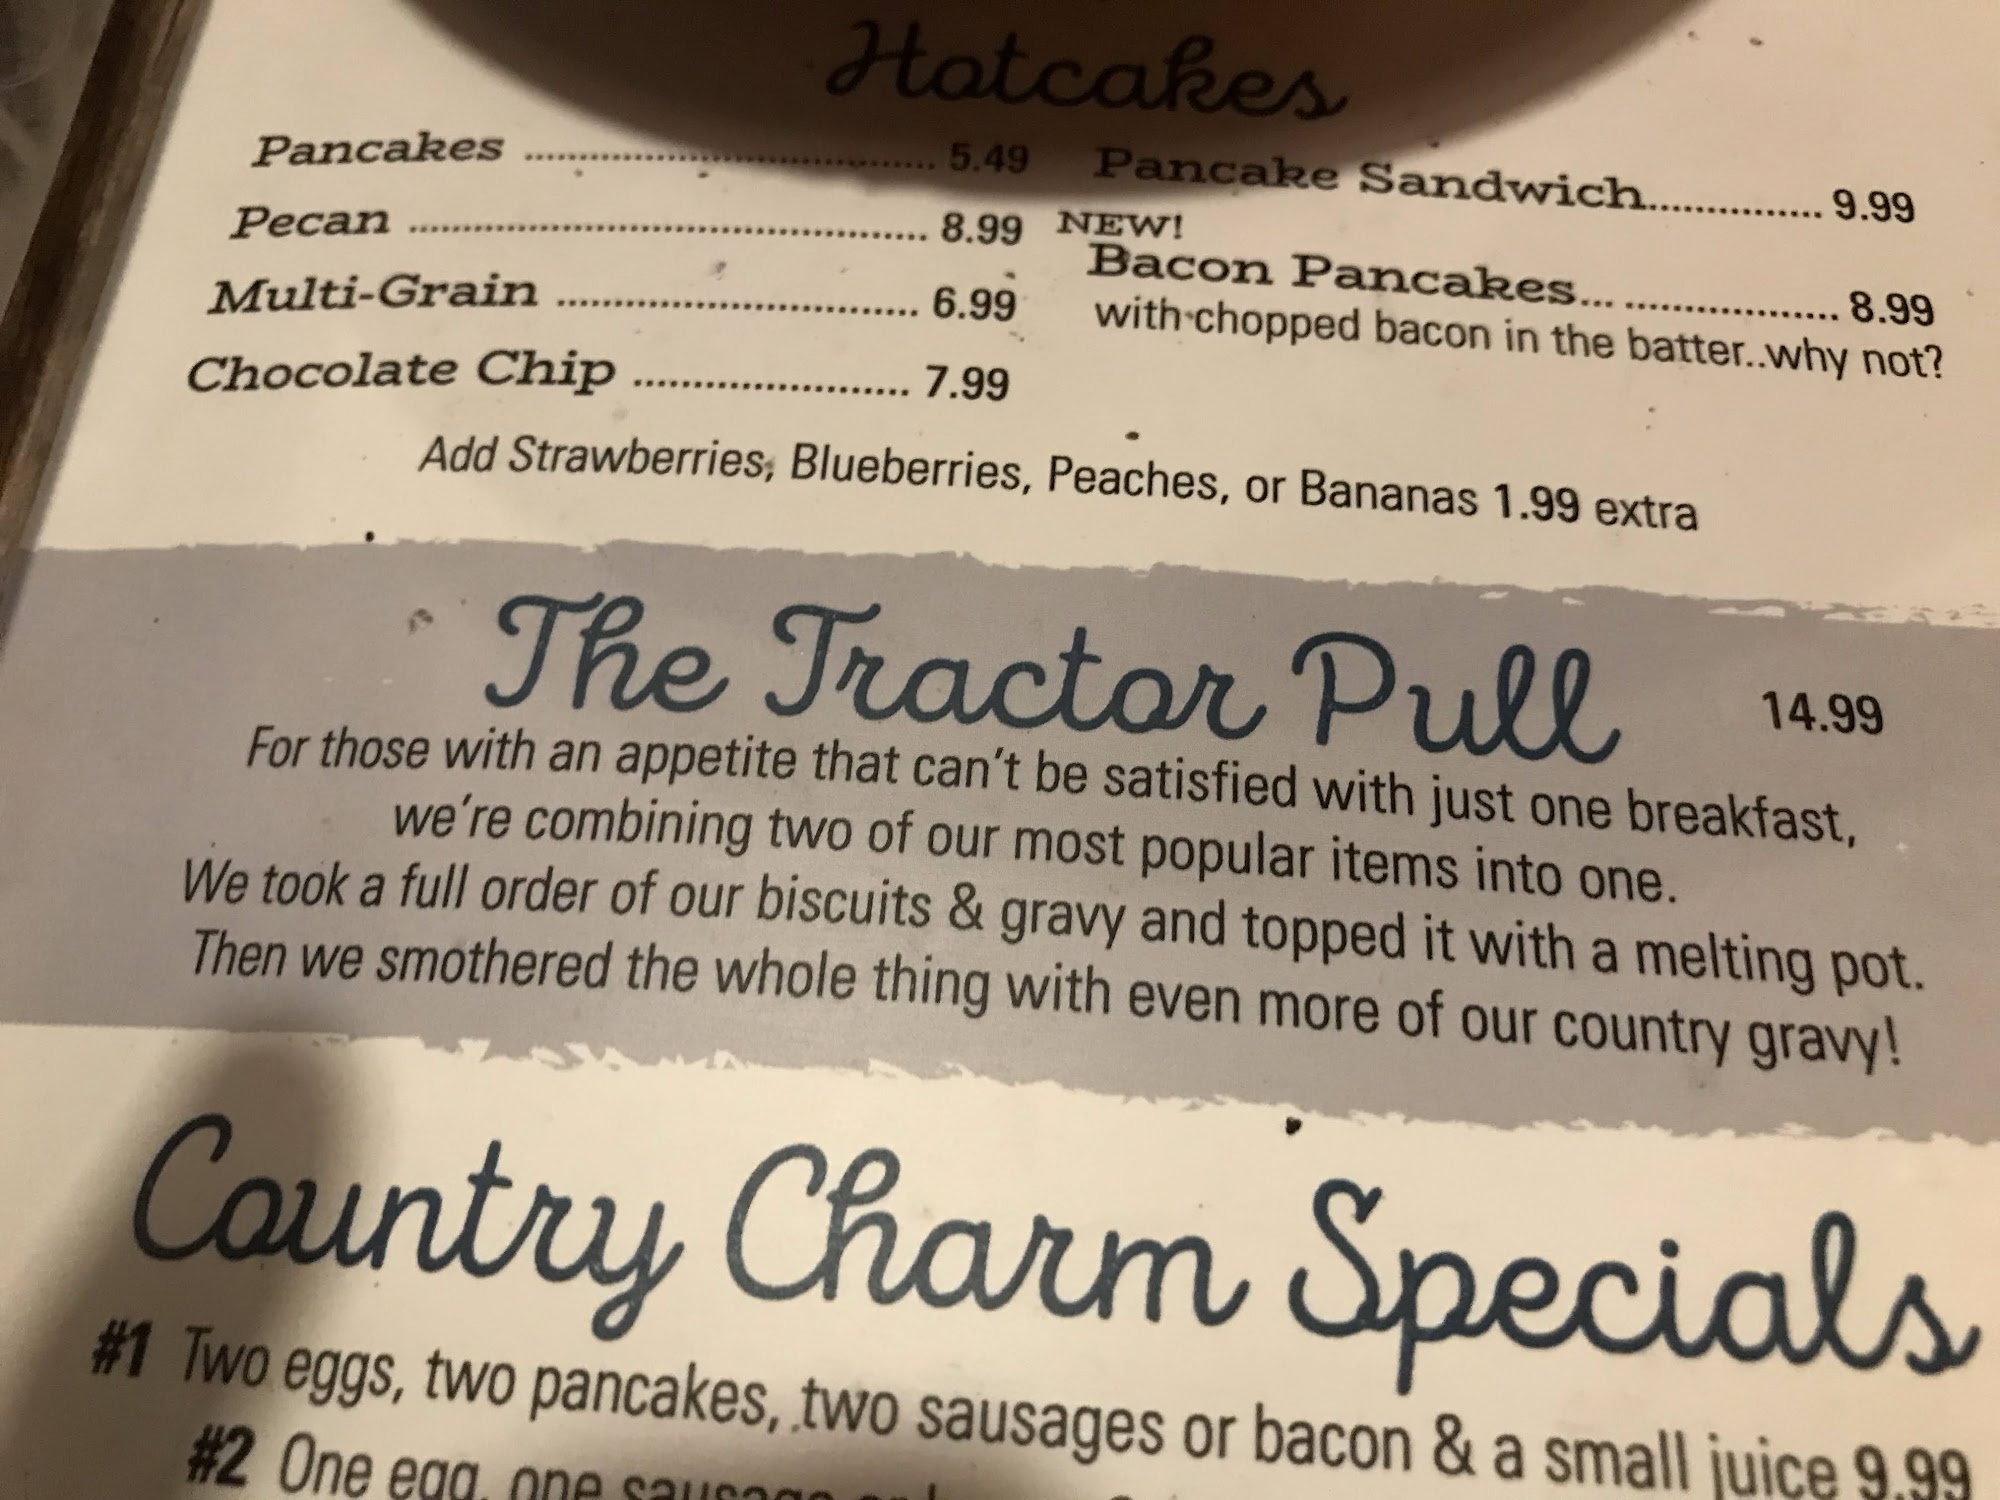 Hotcakes
Pancakes ........................................ 5.49
Pecan .................................................. 8.99
Multi-Grain ................................... 6.99
Chocolate Chip .......................... 7.99
Pancake Sandwich................ 9.99
NEW!
Bacon Pancakes... .................... 8.99
with chopped bacon in the batter..why not?
Add Strawberries, Blueberries, Peaches, or Bananas 1.99 extra
The Tractor Pull 14.99
For those with an appetite that can't be satisfied with just one breakfast,
we're combining two of our most popular items into one.
We took a full order of our biscuits & gravy and topped it with a melting pot.
Then we smothered the whole thing with even more of our country gravy!
Country Charm Specials
#1 Two eggs, two pancakes, two sausages or bacon & a small juice 9.99
#2 One egg, one sausage